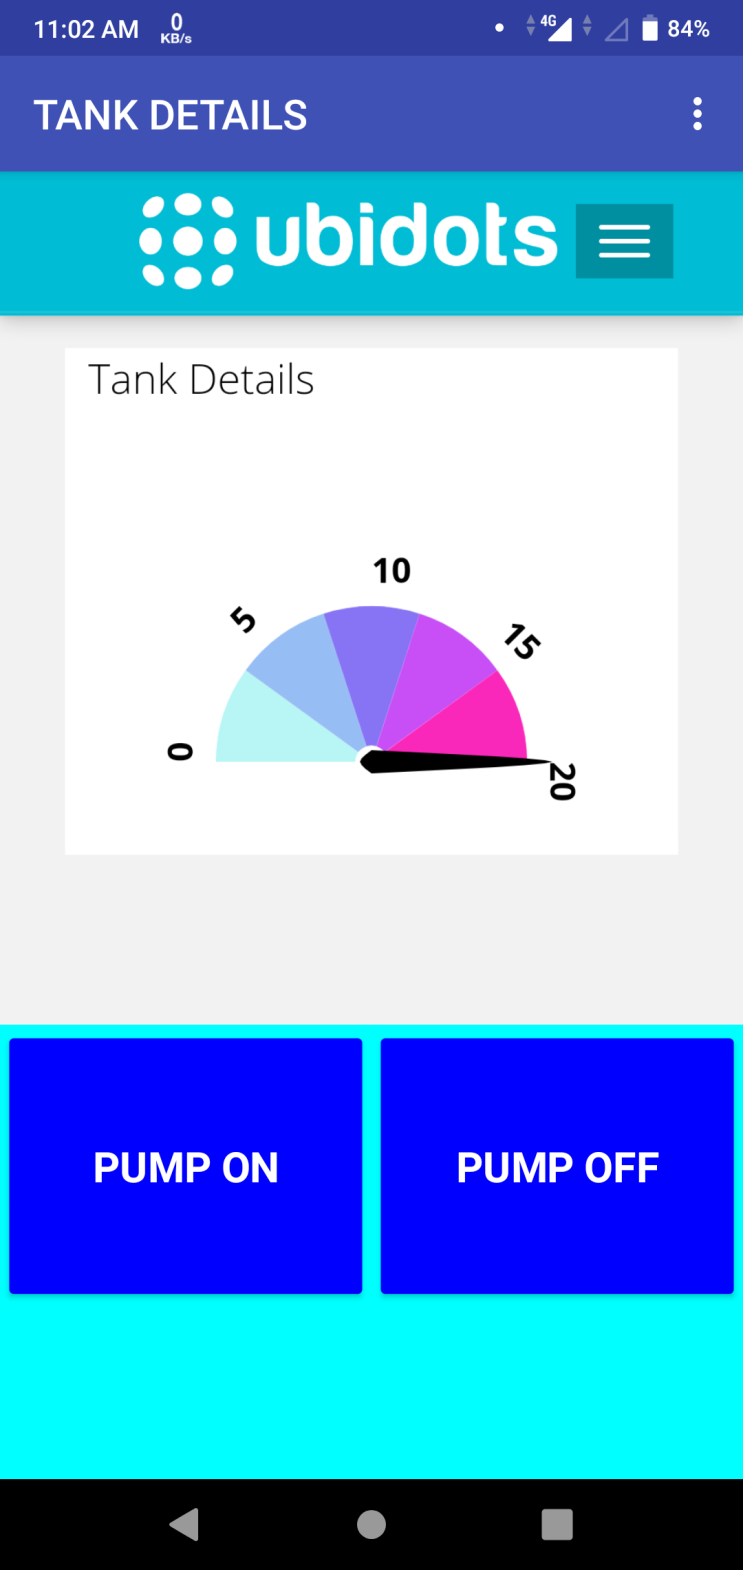 11:02 AM 0 KB/s 4G 84%
TANK DETAILS
ubidots
Tank Details
10
5
15
0
20
PUMP ON PUMP OFF